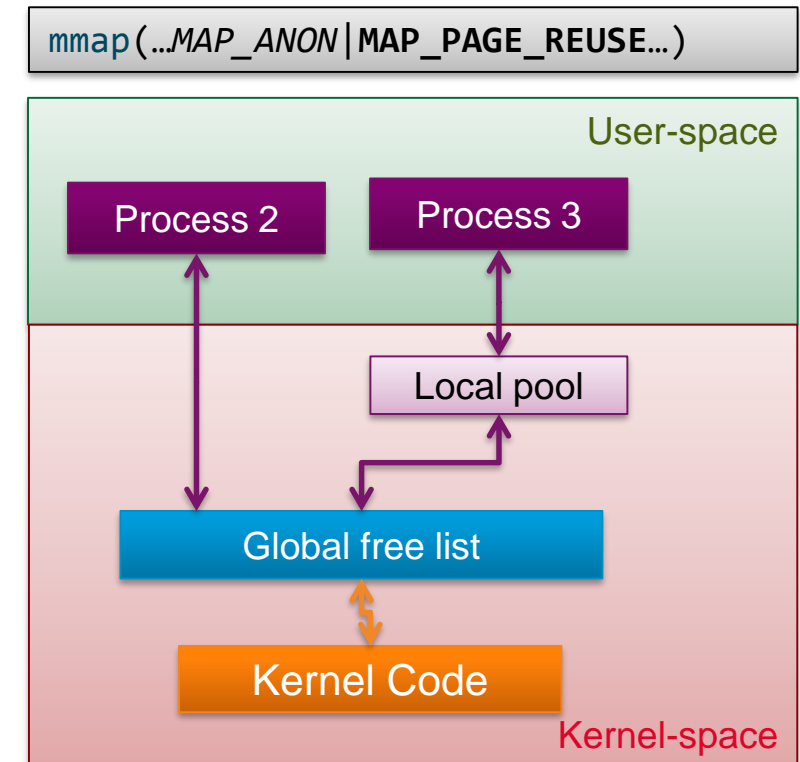 mmap(…MAP_ANON|MAP_PAGE_REUSE…)
User-space
Process 2
Process 3
Local pool
Global free list
Kernel Code
Kernel-space